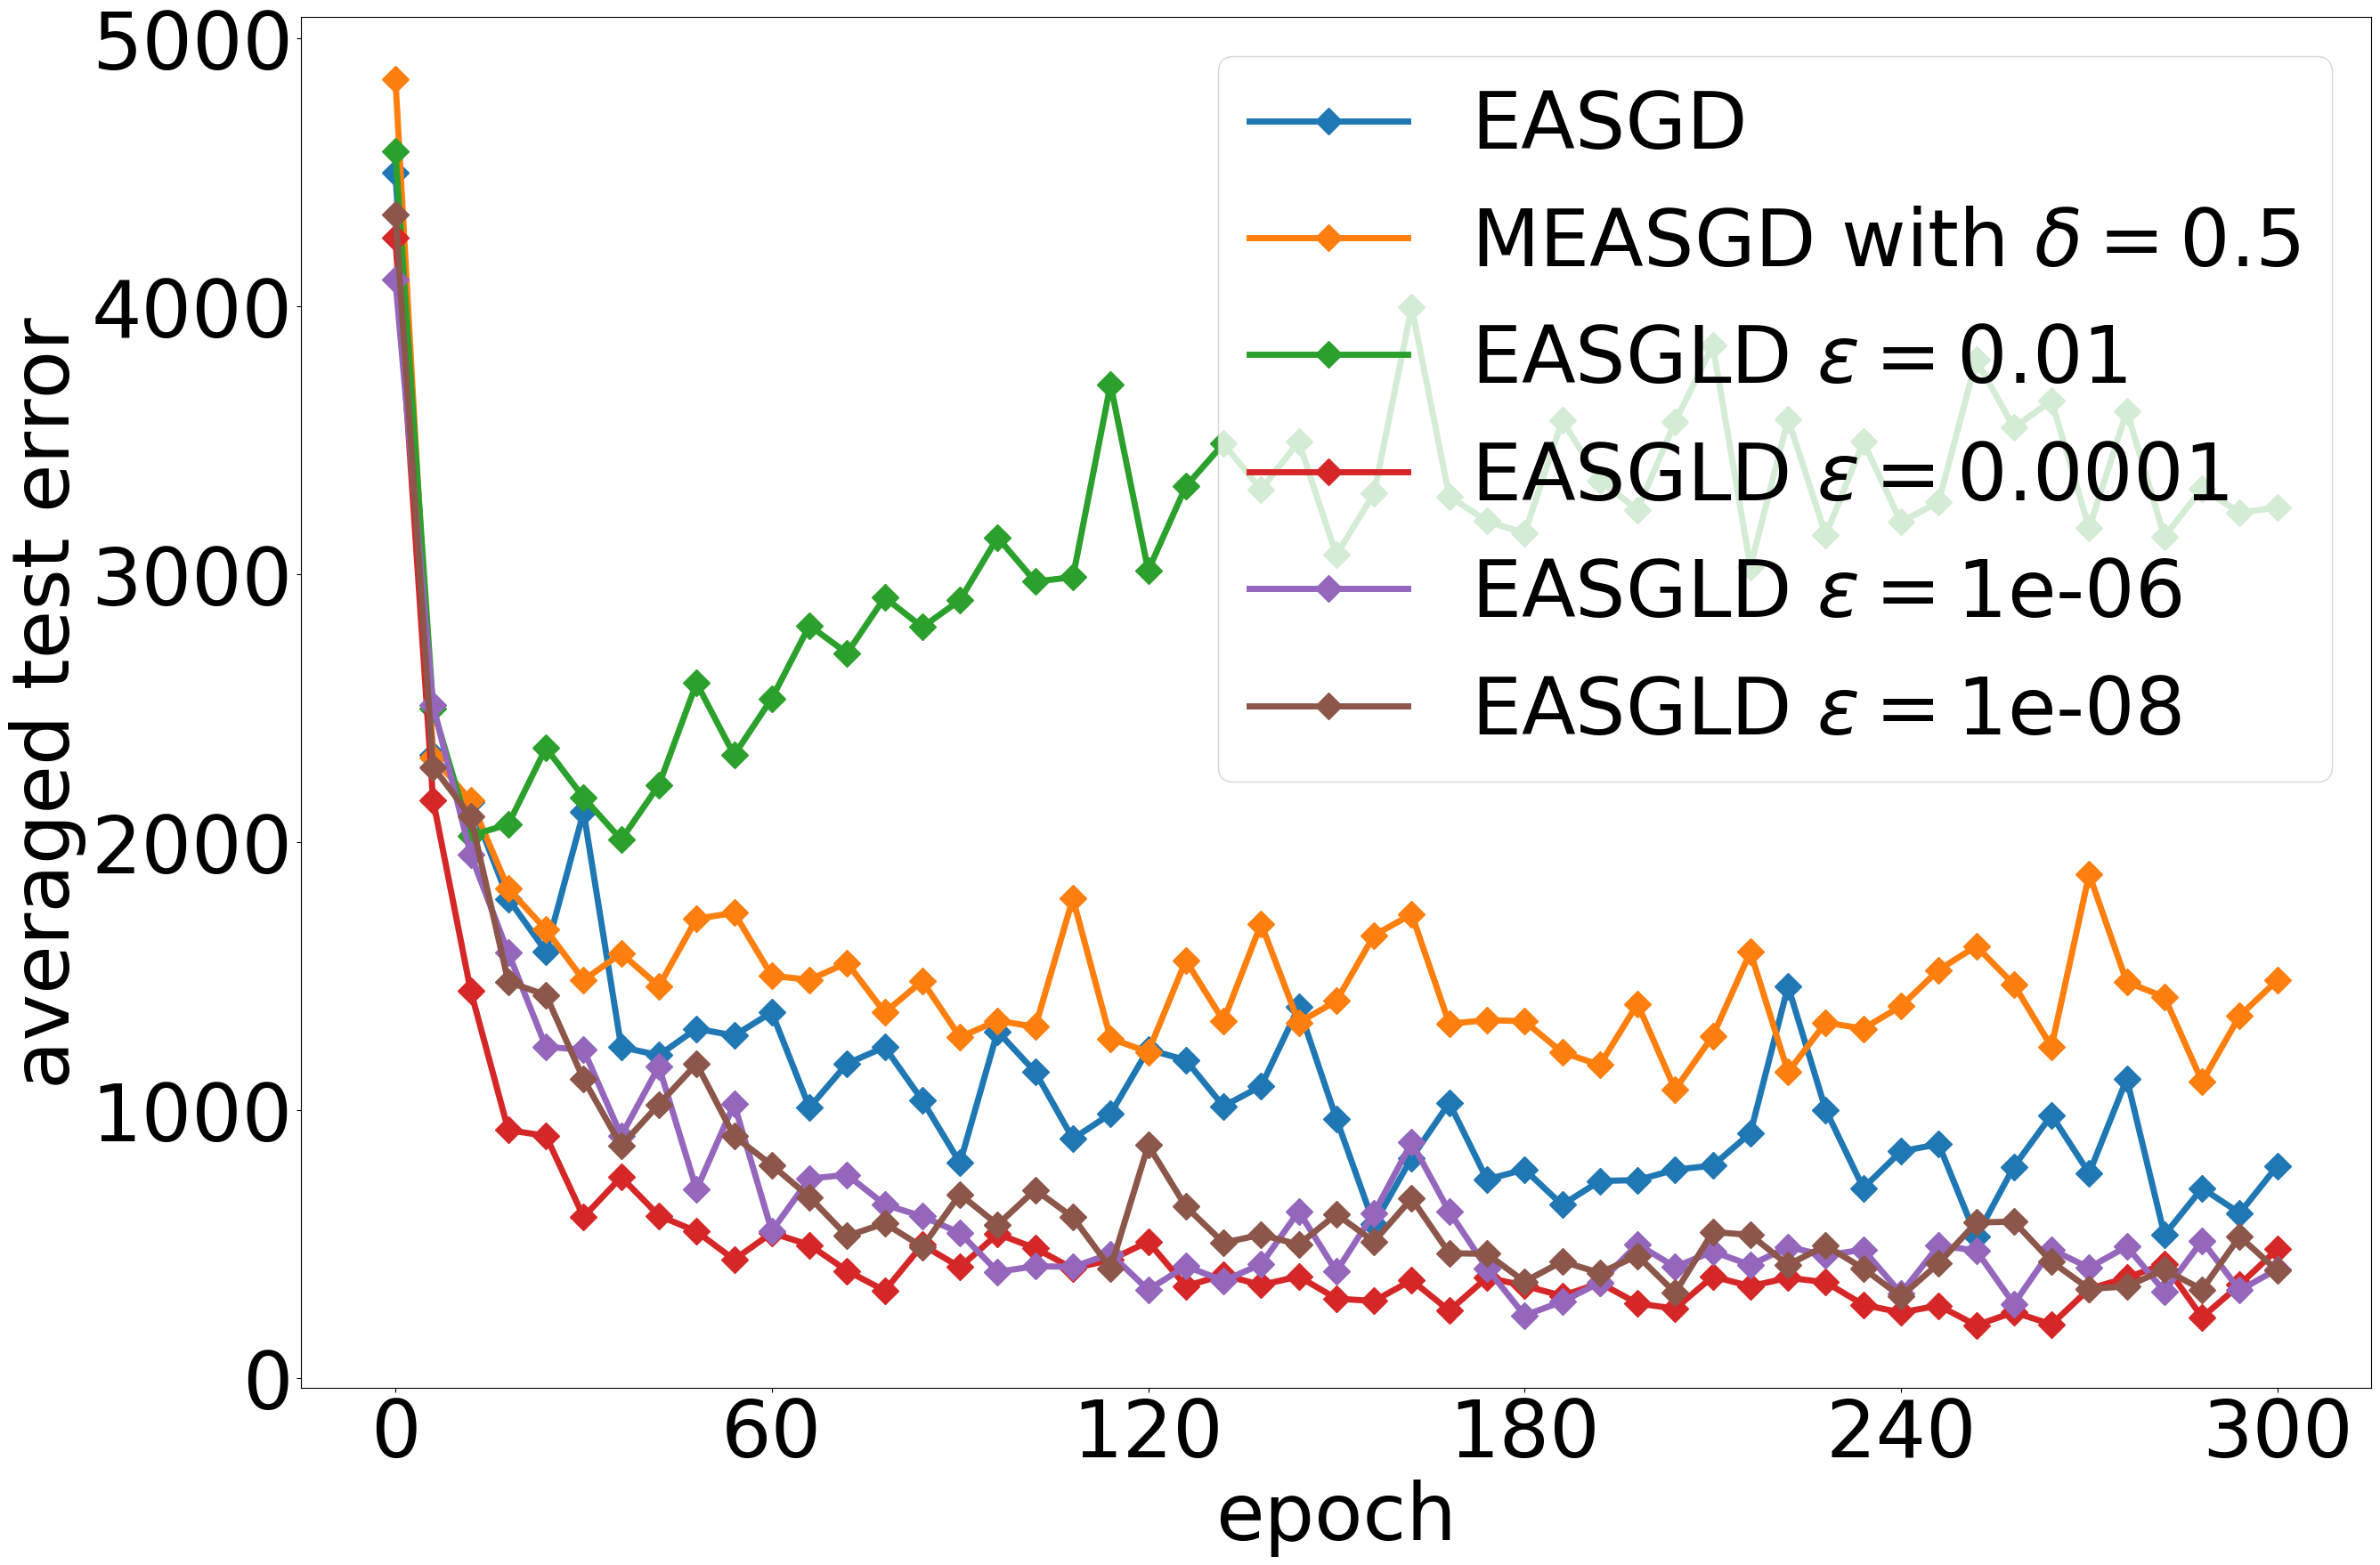 5000
4000
3000
2000
1000
0
averaged test error
0 60 120 180 240 300
epoch
EASGD
MEASGD with δ = 0.5
EASGLD ε = 0.01
EASGLD ε = 0.0001
EASGLD ε = 1e-06
EASGLD ε = 1e-08